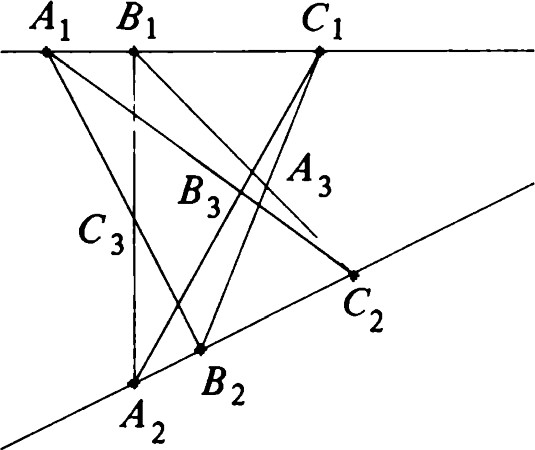 A₁ B₁ C₁
B₃ A₃
C₃
C₂
B₂
A₂